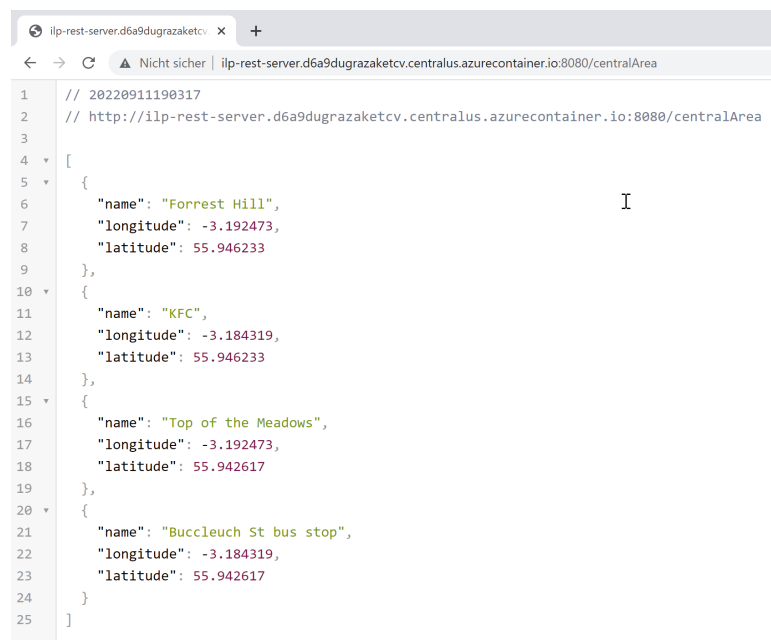 ilp-rest-server.d6a9dugrazaketcv
Nicht sicher | ilp-rest-server.d6a9dugrazaketcv.centralus.azurecontainer.io:8080/centralArea
1 // 20220911190317
2 // http://ilp-rest-server.d6a9dugrazaketcv.centralus.azurecontainer.io:8080/centralArea
3
4 [
5 {
6 "name": "Forrest Hill",
7 "longitude": -3.192473,
8 "latitude": 55.946233
9 },
10 {
11 "name": "KFC",
12 "longitude": -3.184319,
13 "latitude": 55.946233
14 },
15 {
16 "name": "Top of the Meadows",
17 "longitude": -3.192473,
18 "latitude": 55.942617
19 },
20 {
21 "name": "Buccleuch St bus stop",
22 "longitude": -3.184319,
23 "latitude": 55.942617
24 }
25 ]